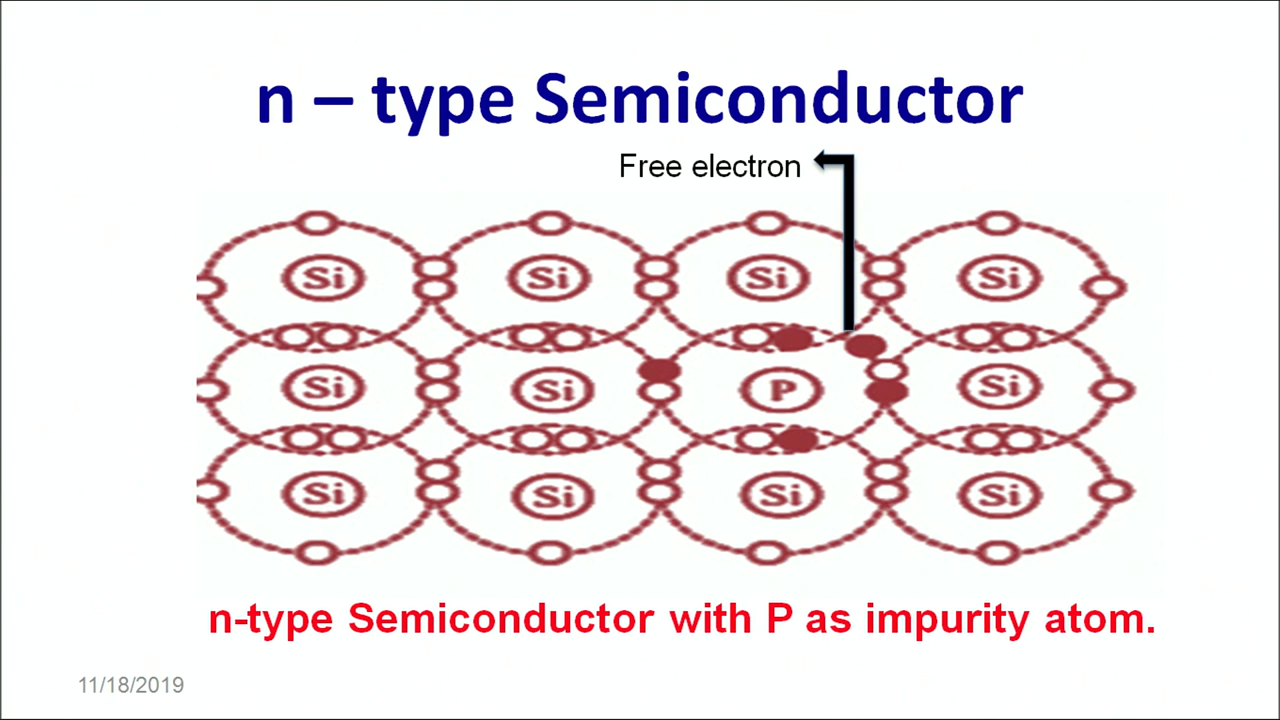 n – type Semiconductor
Free electron
Si Si Si Si
Si Si P Si
Si Si Si Si
n-type Semiconductor with P as impurity atom.
11/18/2019